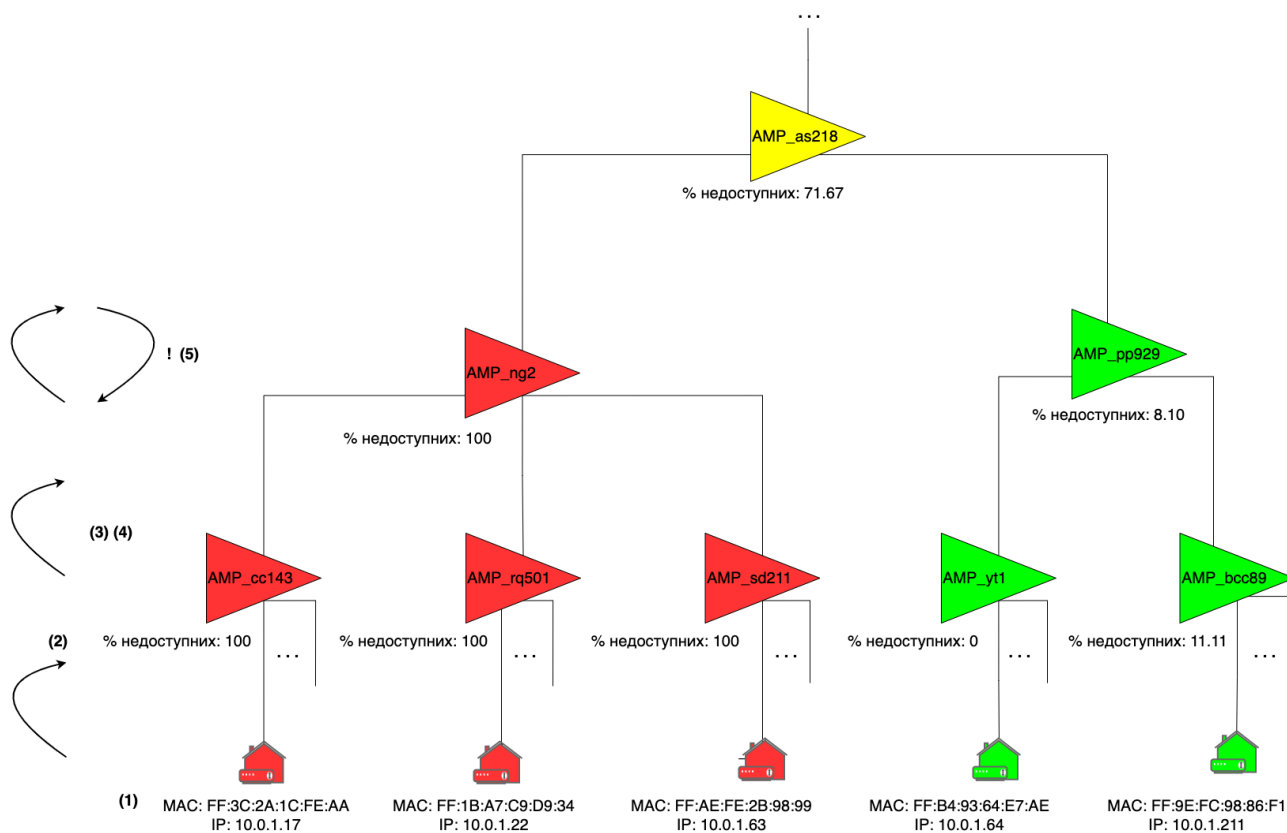 ...
AMP_as218
% недоступних: 71.67
! (5)
AMP_ng2
AMP_pp929
% недоступних: 100
% недоступних: 8.10
(3) (4)
AMP_cc143
AMP_rq501
AMP_sd211
AMP_yt1
AMP_bcc89
(2)
% недоступних: 100
% недоступних: 100
% недоступних: 100
% недоступних: 0
% недоступних: 11.11
...
...
...
...
...
(1)
MAC: FF:3C:2A:1C:FE:AA
IP: 10.0.1.17
MAC: FF:1B:A7:C9:D9:34
IP: 10.0.1.22
MAC: FF:AE:FE:2B:98:99
IP: 10.0.1.63
MAC: FF:B4:93:64:E7:AE
IP: 10.0.1.64
MAC: FF:9E:FC:98:86:F1
IP: 10.0.1.211